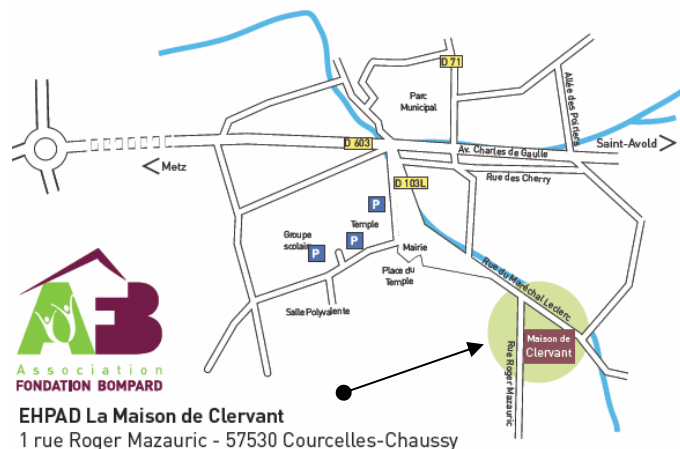 D 71
Parc
Municipal
Allée des Poiriers
D 603
Av. Charles de Gaulle
Saint-Avold
Metz
Rue des Cherry
D 103L
P
Temple
Groupe
scolaire
P
P
Mairie
Place du
Temple
Rue du Maréchal Leclerc
Salle Polyvalente
Maison de
Clervant
Rue Roger Mazauric
AFB
Association
FONDATION BOMPARD
EHPAD La Maison de Clervant
1 rue Roger Mazauric - 57530 Courcelles-Chaussy